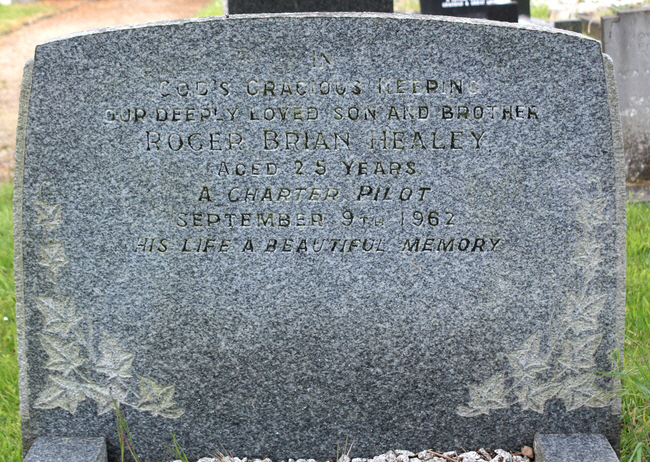 IN
GOD'S GRACIOUS KEEPING
OUR DEEPLY LOVED SON AND BROTHER
ROGER BRIAN HEALEY
AGED 25 YEARS
A CHARTER PILOT
SEPTEMBER 9TH 1962
HIS LIFE A BEAUTIFUL MEMORY